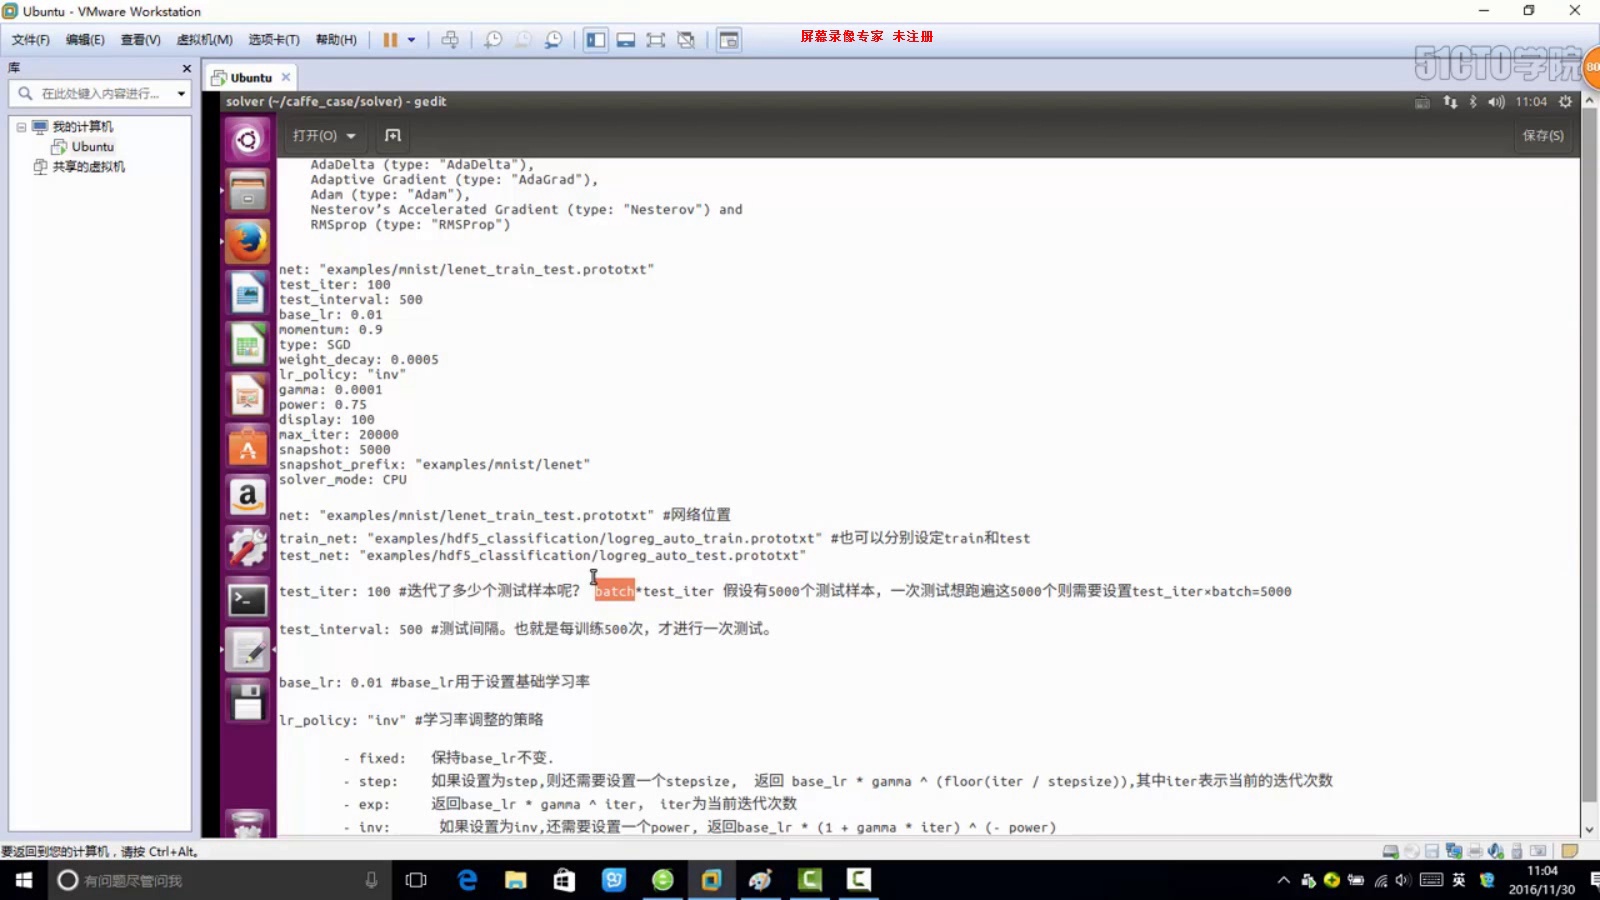 Ubuntu - VMware Workstation
文件(F) 编辑(E) 查看(V) 虚拟机(M) 选项卡(T) 帮助(H)
屏幕录像专家 未注册
51CTO学院
80
库
Ubuntu
在此处键入内容进行...
我的计算机
Ubuntu
共享的虚拟机
solver (~/caffe_case/solver) - gedit
11:04
打开(O)
保存(S)
AdaDelta (type: "AdaDelta"),
Adaptive Gradient (type: "AdaGrad"),
Adam (type: "Adam"),
Nesterov’s Accelerated Gradient (type: "Nesterov") and
RMSprop (type: "RMSProp")
net: "examples/mnist/lenet_train_test.prototxt"
test_iter: 100
test_interval: 500
base_lr: 0.01
momentum: 0.9
type: SGD
weight_decay: 0.0005
lr_policy: "inv"
gamma: 0.0001
power: 0.75
display: 100
max_iter: 20000
snapshot: 5000
snapshot_prefix: "examples/mnist/lenet"
solver_mode: CPU
net: "examples/mnist/lenet_train_test.prototxt" #网络位置
train_net: "examples/hdf5_classification/logreg_auto_train.prototxt" #也可以分别设定train和test
test_net: "examples/hdf5_classification/logreg_auto_test.prototxt"
test_iter: 100 #迭代了多少个测试样本呢？ batch*test_iter 假设有5000个测试样本，一次测试想跑遍这5000个则需要设置test_iter×batch=5000
test_interval: 500 #测试间隔。也就是每训练500次，才进行一次测试。
base_lr: 0.01 #base_lr用于设置基础学习率
lr_policy: "inv" #学习率调整的策略
- fixed: 保持base_lr不变.
- step: 如果设置为step,则还需要设置一个stepsize, 返回 base_lr * gamma ^ (floor(iter / stepsize)),其中iter表示当前的迭代次数
- exp: 返回base_lr * gamma ^ iter, iter为当前迭代次数
- inv: 如果设置为inv,还需要设置一个power, 返回base_lr * (1 + gamma * iter) ^ (- power)
要返回到您的计算机，请按 Ctrl+Alt。
有问题尽管问我
英
11:04
2016/11/30